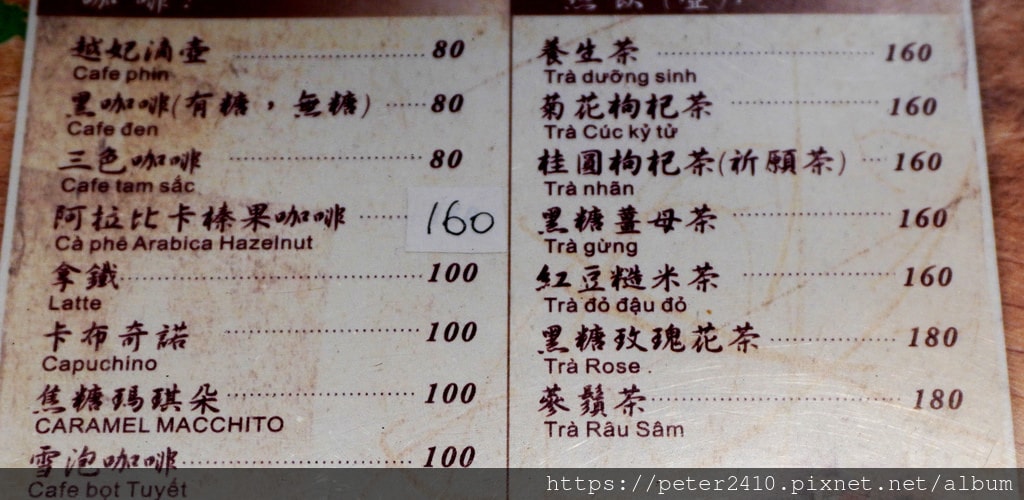 咖啡:
越妃滴壺 80
Cafe phin
黑咖啡(有糖，無糖) 80
Cafe đen
三色咖啡 80
Cafe tam sắc
阿拉比卡榛果咖啡 160
Cà phê Arabica Hazelnut
拿鐵 100
Latte
卡布奇諾 100
Capuchino
焦糖瑪琪朵 100
CARAMEL MACCHITO
雪泡咖啡 100
Cafe bọt Tuyết
養生茶 160
Trà dưỡng sinh
菊花枸杞茶 160
Trà Cúc kỷ tử
桂圓枸杞茶(祈願茶) 160
Trà nhãn
黑糖薑母茶 160
Trà gừng
紅豆糙米茶 160
Trà đỏ đậu đỏ
黑糖玫瑰花茶 180
Trà Rose
蔘鬚茶 180
Trà Râu Sâm
https://peter2410.pixnet.net/album